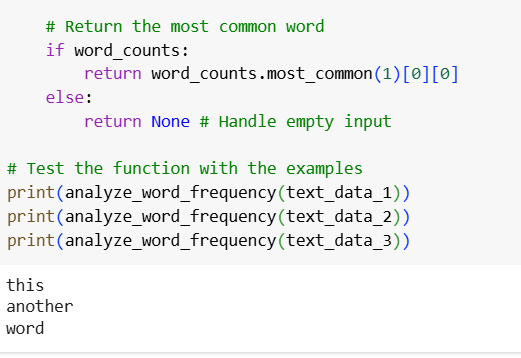 # Return the most common word
if word_counts:
return word_counts.most_common(1)[0][0]
else:
return None # Handle empty input
# Test the function with the examples
print(analyze_word_frequency(text_data_1))
print(analyze_word_frequency(text_data_2))
print(analyze_word_frequency(text_data_3))
this
another
word